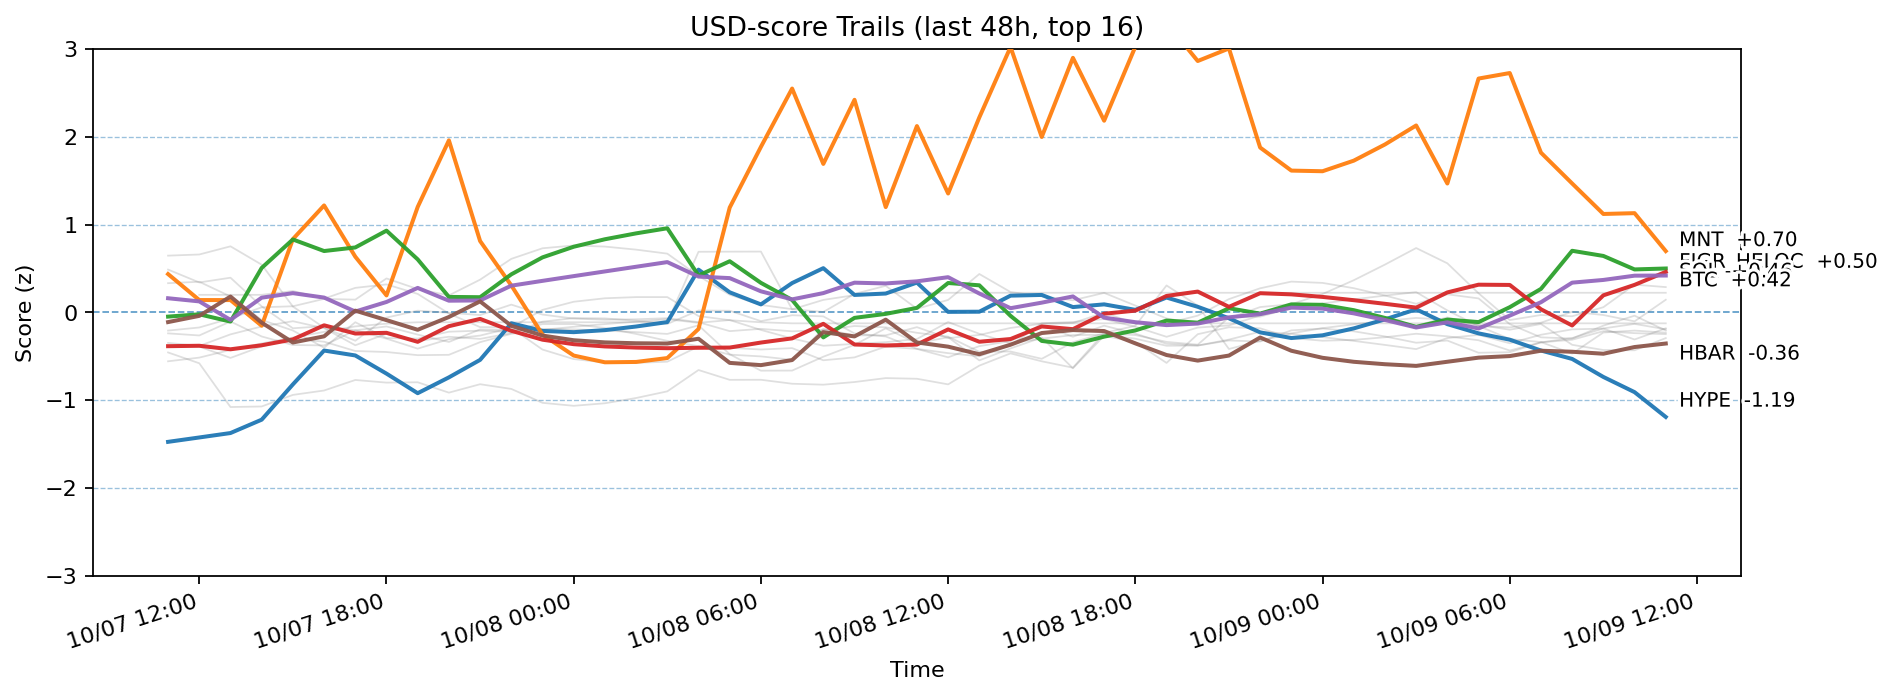 USD-score Trails (last 48h, top 16)
Score (z)
3
2
1
0
−1
−2
−3
MNT +0.70
FIGR_HELOC +0.50
+0.46
BTC +0.42
HBAR -0.36
HYPE -1.19
10/07 12:00
10/07 18:00
10/08 00:00
10/08 06:00
10/08 12:00
10/08 18:00
10/09 00:00
10/09 06:00
10/09 12:00
Time